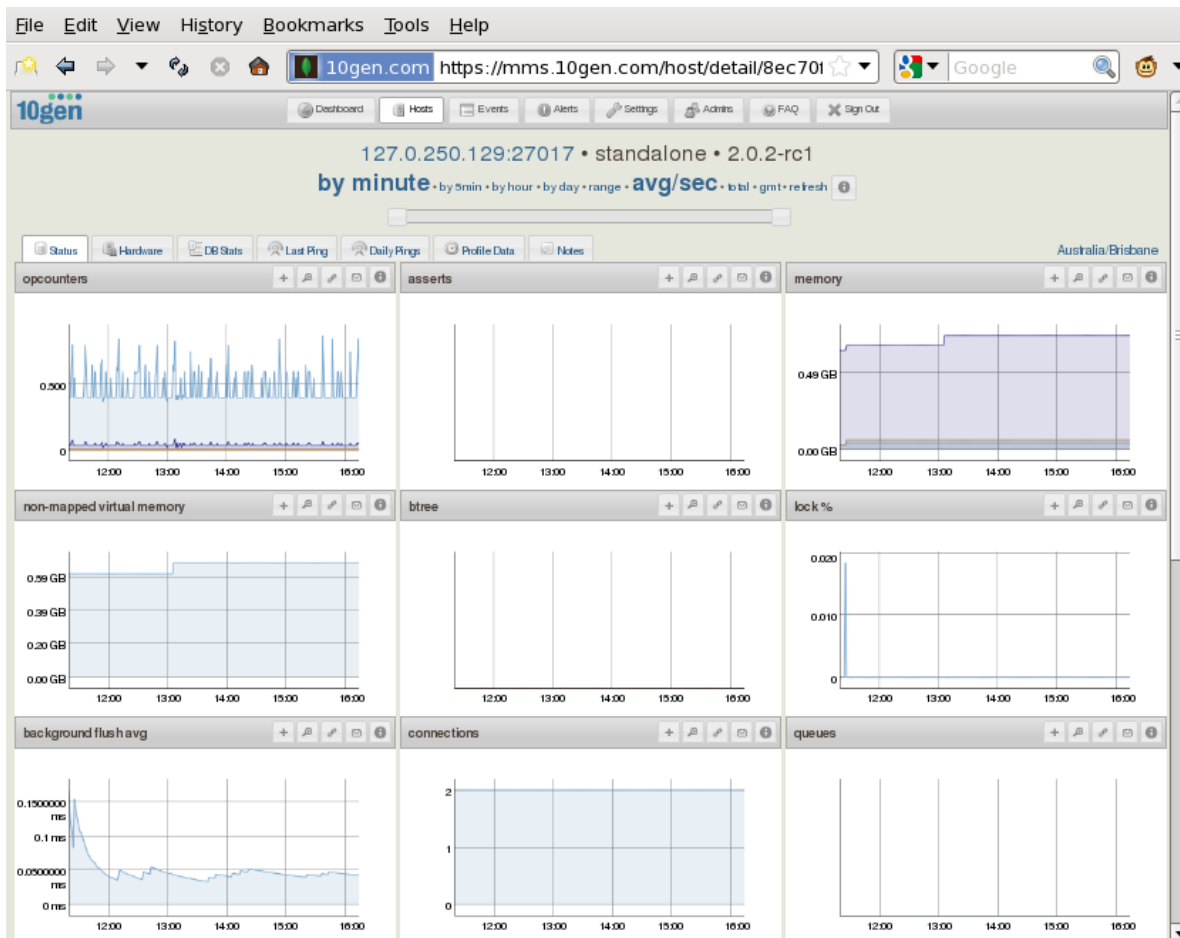 File Edit View History Bookmarks Tools Help
10gen.com https://mms.10gen.com/host/detail/8ec70f Google
10gen Dashboard Hosts Events Alerts Settings Admins FAQ Sign Out
127.0.250.129:27017 • standalone • 2.0.2-rc1
by minute • by 5min • by hour • by day • range • avg/sec • total • gmt • refresh
Status Hardware DB Stats Last Ping Daily Pings Profile Data Notes Australia/Brisbane
opcounters
0.500
0
12:00 13:00 14:00 15:00 16:00
asserts
12:00 13:00 14:00 15:00 16:00
memory
0.49 GB
0.00 GB
12:00 13:00 14:00 15:00 16:00
non-mapped virtual memory
0.59 GB
0.39 GB
0.20 GB
0.00 GB
12:00 13:00 14:00 15:00 16:00
btree
12:00 13:00 14:00 15:00 16:00
lock %
0.020
0.010
0
12:00 13:00 14:00 15:00 16:00
background flush avg
0.1500000
ms
0.1 ms
0.0500000
ms
0 ms
12:00 13:00 14:00 15:00 16:00
connections
2
1
0
12:00 13:00 14:00 15:00 16:00
queues
12:00 13:00 14:00 15:00 16:00